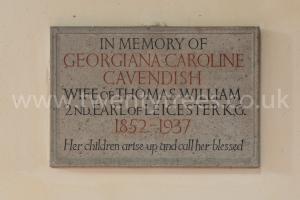 IN MEMORY OF
GEORGIANA CAROLINE
CAVENDISH
WIFE OF THOMAS WILLIAM
2ND. EARL OF LEICESTER K.G.
1852–1937
Her children arise up and call her blessed